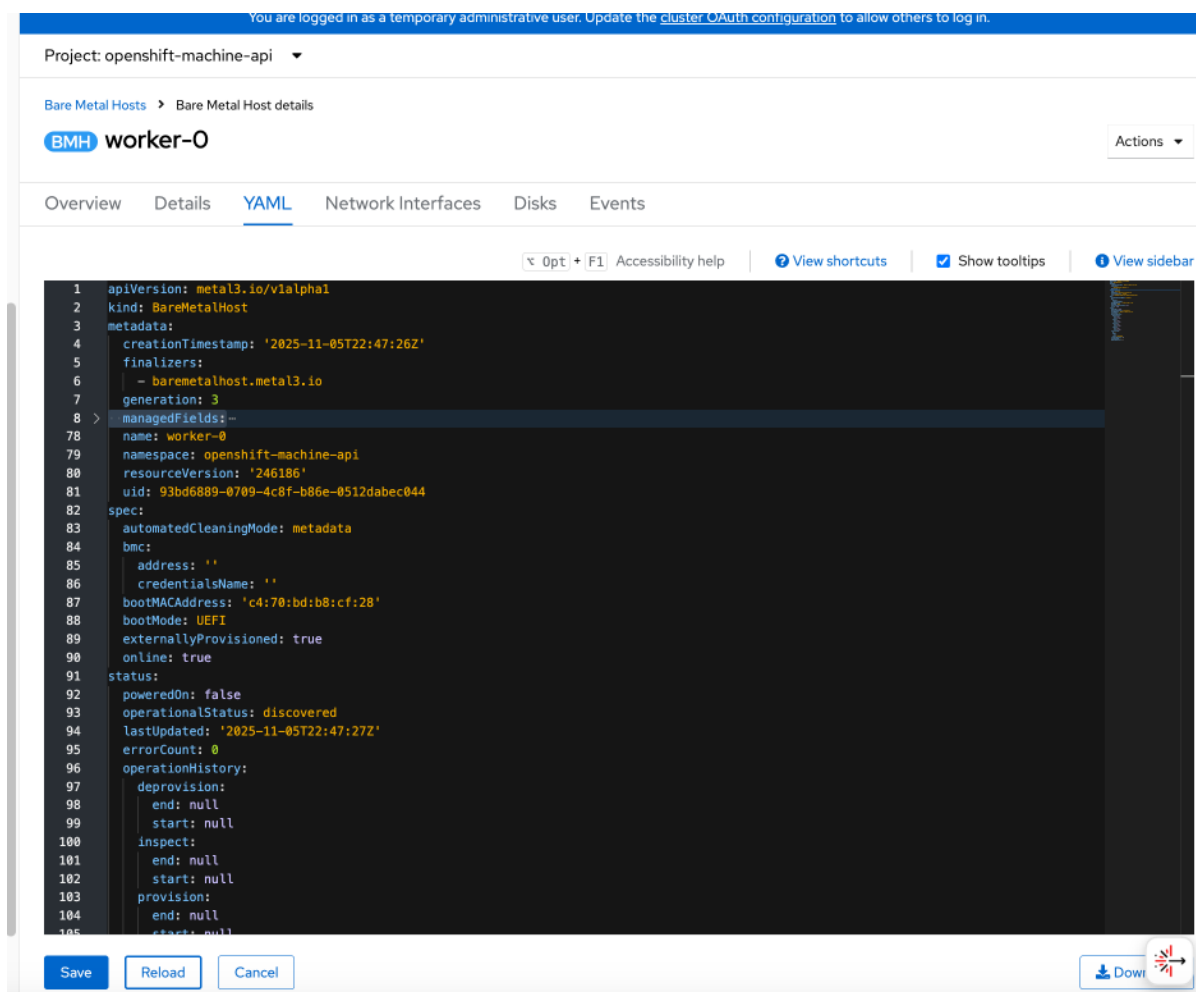 You are logged in as a temporary administrative user. Update the cluster OAuth configuration to allow others to log in.
Project: openshift-machine-api
Bare Metal Hosts > Bare Metal Host details
BMH worker-0
Actions
Overview Details YAML Network Interfaces Disks Events
⌥ Opt + F1 Accessibility help View shortcuts Show tooltips View sidebar
1 apiVersion: metal3.io/v1alpha1
2 kind: BareMetalHost
3 metadata:
4 creationTimestamp: '2025-11-05T22:47:26Z'
5 finalizers:
6 - baremetalhost.metal3.io
7 generation: 3
8 > managedFields:⋯
78 name: worker-0
79 namespace: openshift-machine-api
80 resourceVersion: '246186'
81 uid: 93bd6889-0709-4c8f-b86e-0512dabec044
82 spec:
83 automatedCleaningMode: metadata
84 bmc:
85 address: ''
86 credentialsName: ''
87 bootMACAddress: 'c4:70:bd:b8:cf:28'
88 bootMode: UEFI
89 externallyProvisioned: true
90 online: true
91 status:
92 poweredOn: false
93 operationalStatus: discovered
94 lastUpdated: '2025-11-05T22:47:27Z'
95 errorCount: 0
96 operationHistory:
97 deprovision:
98 end: null
99 start: null
100 inspect:
101 end: null
102 start: null
103 provision:
104 end: null
105 start: null
Save Reload Cancel Dow